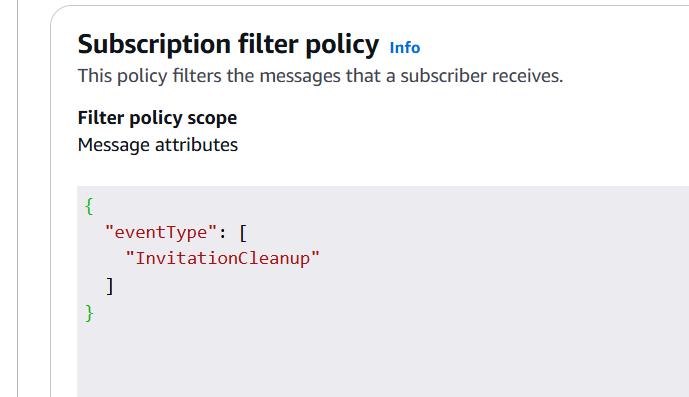 Subscription filter policy Info
This policy filters the messages that a subscriber receives.
Filter policy scope
Message attributes
{
"eventType": [
"InvitationCleanup"
]
}